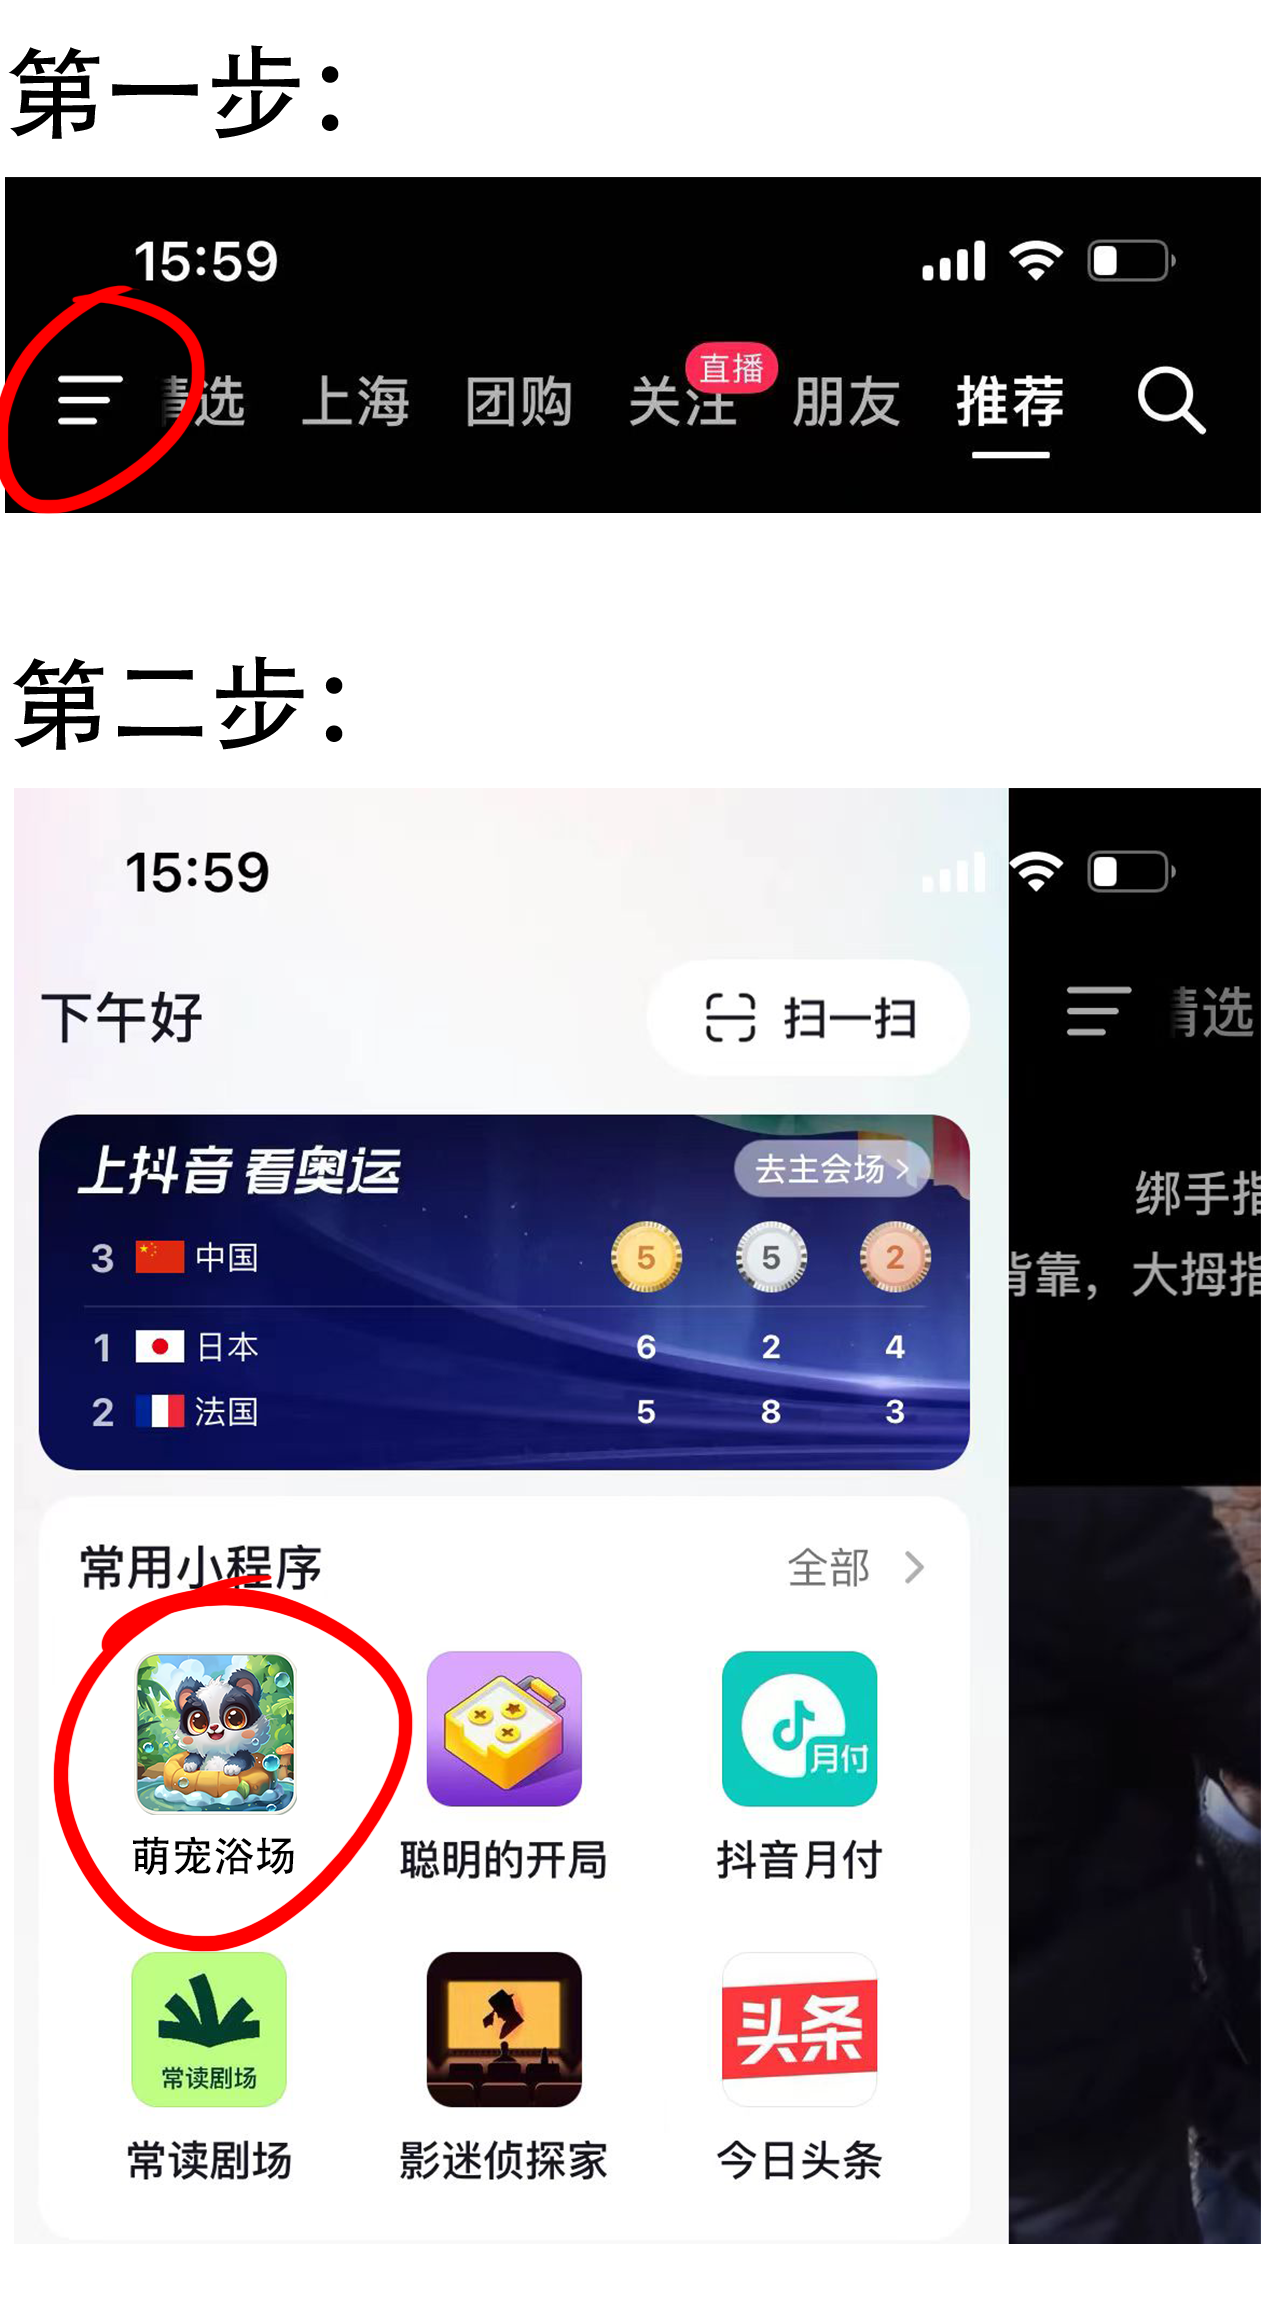 第一步：
15:59
精选 上海 团购 关注 直播 朋友 推荐
第二步：
15:59
下午好 扫一扫
精选
上抖音 看奥运 去主会场 >
绑手指
3 中国 5 5 2
背靠，大拇指
1 日本 6 2 4
2 法国 5 8 3
常用小程序 全部 >
月付
萌宠浴场 聪明的开局 抖音月付
常读剧场 头条
常读剧场 影迷侦探家 今日头条